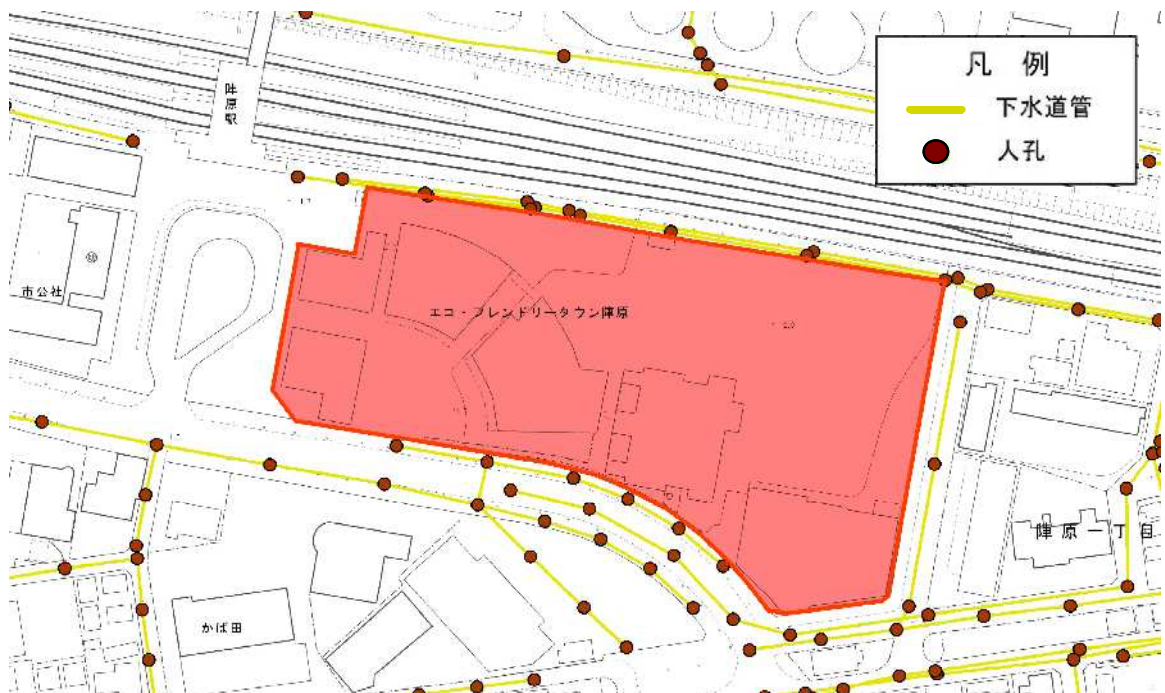 凡 例
下水道管
人孔
陣原駅
市公社
エコ・フレンドリータウン陣原
陣原一丁目
かば田